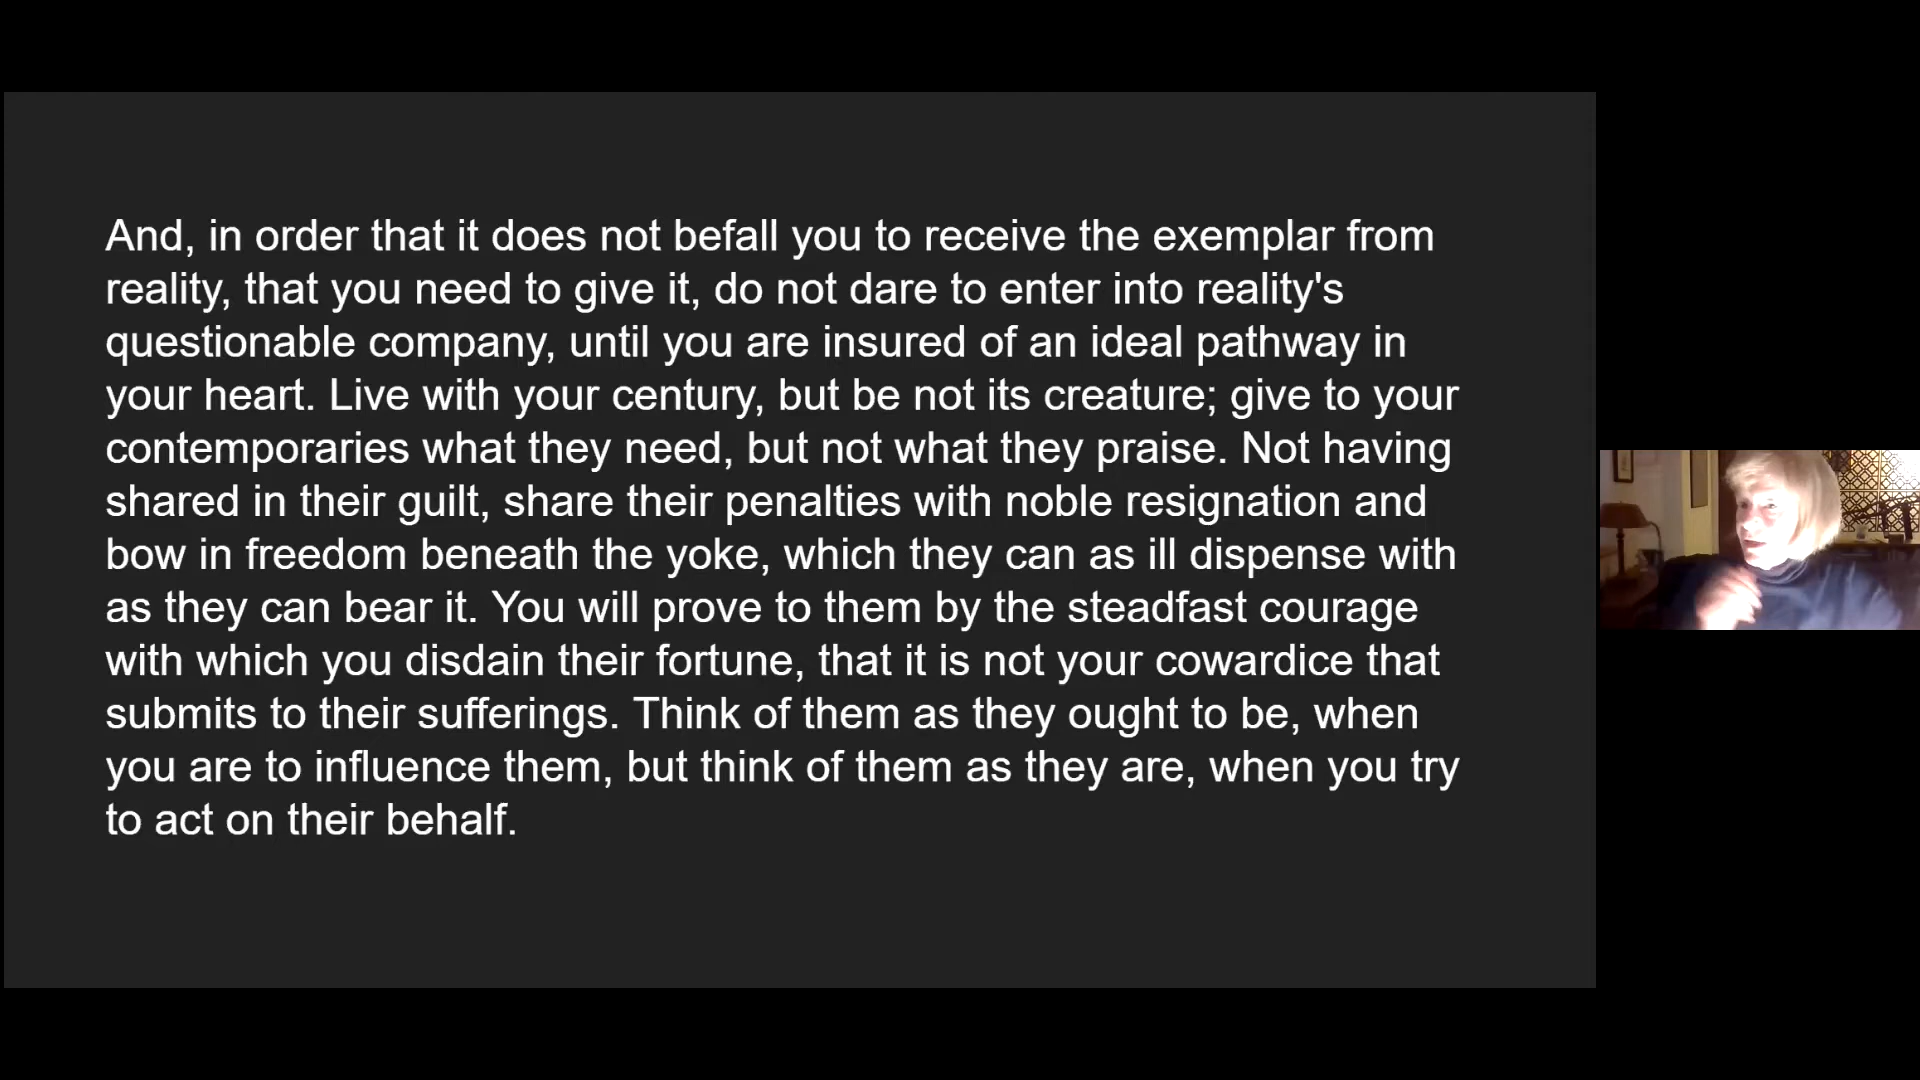 And, in order that it does not befall you to receive the exemplar from
reality, that you need to give it, do not dare to enter into reality's
questionable company, until you are insured of an ideal pathway in
your heart. Live with your century, but be not its creature; give to your
contemporaries what they need, but not what they praise. Not having
shared in their guilt, share their penalties with noble resignation and
bow in freedom beneath the yoke, which they can as ill dispense with
as they can bear it. You will prove to them by the steadfast courage
with which you disdain their fortune, that it is not your cowardice that
submits to their sufferings. Think of them as they ought to be, when
you are to influence them, but think of them as they are, when you try
to act on their behalf.